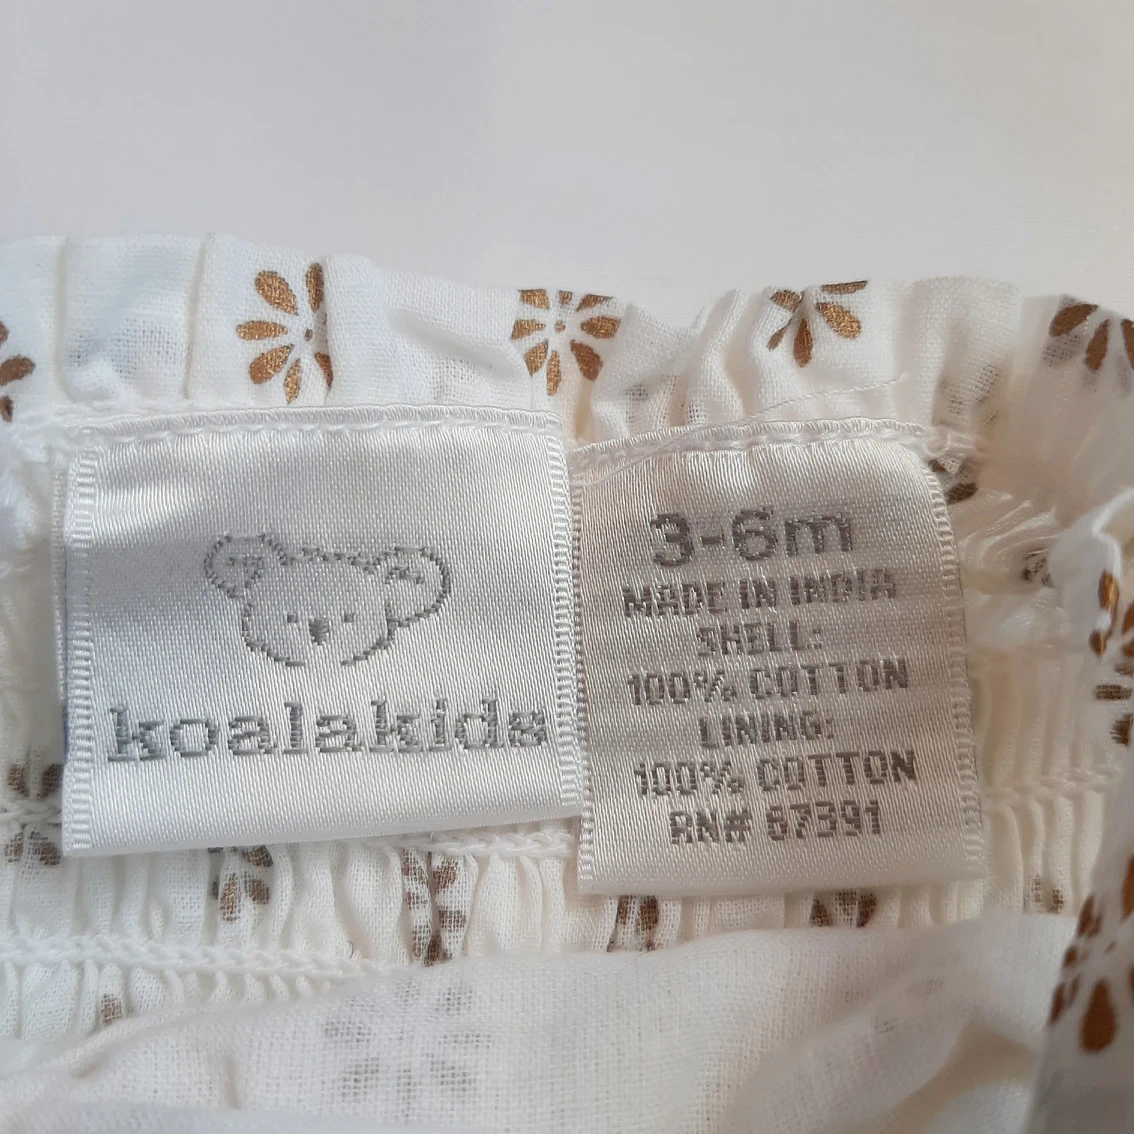 koalakids
3-6m
MADE IN INDIA
SHELL:
100% COTTON
LINING:
100% COTTON
RN# 67391